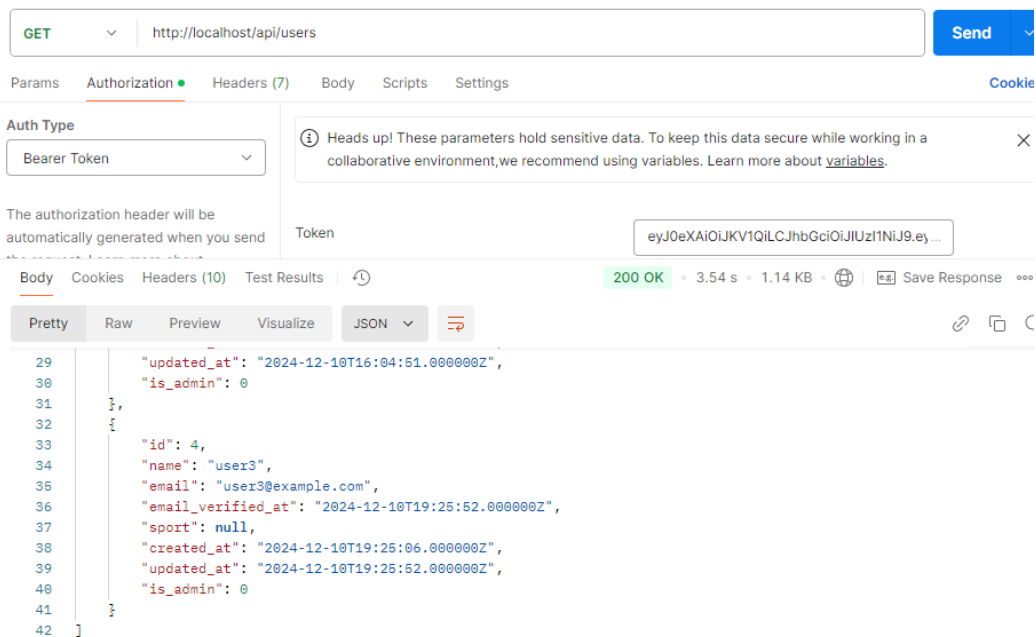 GET http://localhost/api/users Send
Params Authorization Headers (7) Body Scripts Settings Cookie
Auth Type
Bearer Token
Heads up! These parameters hold sensitive data. To keep this data secure while working in a
collaborative environment,we recommend using variables. Learn more about variables.
The authorization header will be
automatically generated when you send
Token
eyJ0eXAiOiJKV1QiLCJhbGciOiJIUzI1NiJ9.ey...
Body Cookies Headers (10) Test Results 200 OK 3.54 s 1.14 KB e.g. Save Response
Pretty Raw Preview Visualize JSON
29 "updated_at": "2024-12-10T16:04:51.000000Z",
30 "is_admin": 0
31 },
32 {
33 "id": 4,
34 "name": "user3",
35 "email": "user3@example.com",
36 "email_verified_at": "2024-12-10T19:25:52.000000Z",
37 "sport": null,
38 "created_at": "2024-12-10T19:25:06.000000Z",
39 "updated_at": "2024-12-10T19:25:52.000000Z",
40 "is_admin": 0
41 }
42 ]